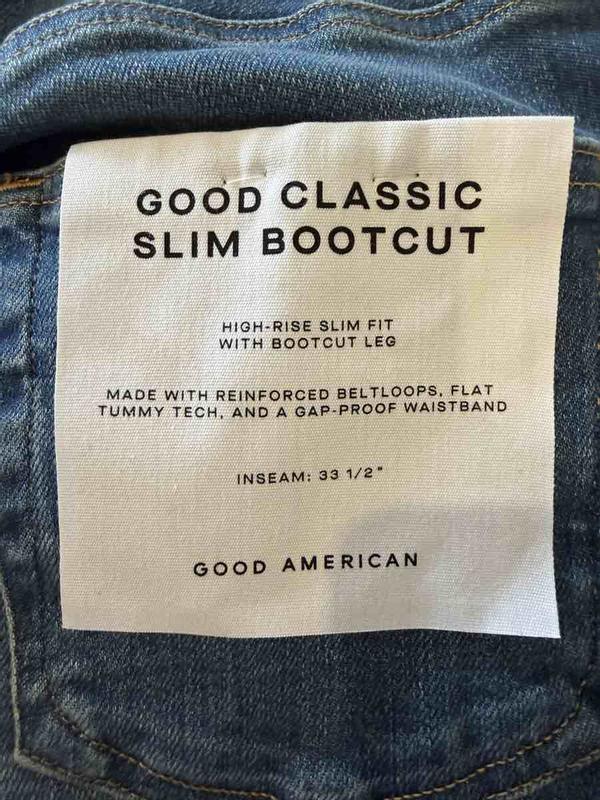 GOOD CLASSIC
SLIM BOOTCUT
HIGH-RISE SLIM FIT
WITH BOOTCUT LEG
MADE WITH REINFORCED BELTLOOPS, FLAT
TUMMY TECH, AND A GAP-PROOF WAISTBAND
INSEAM: 33 1/2"
GOOD AMERICAN